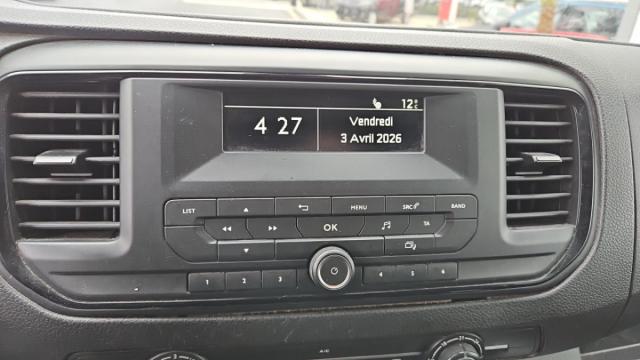 12 °C
4 27
Vendredi
3 Avril 2026
LIST
MENU
SRC
BAND
OK
TA
1 2 3 4 5 6
A/C